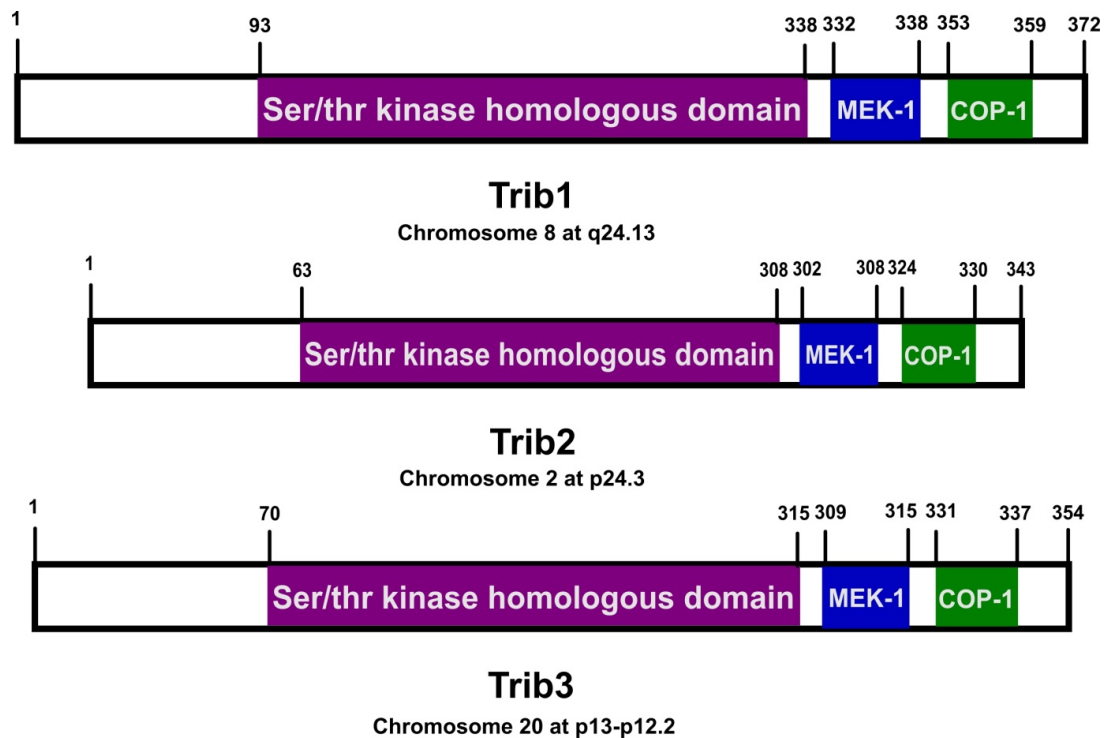 1 93 338 332 338 353 359 372
Ser/thr kinase homologous domain MEK-1 COP-1
Trib1
Chromosome 8 at q24.13
1 63 308 302 308 324 330 343
Ser/thr kinase homologous domain MEK-1 COP-1
Trib2
Chromosome 2 at p24.3
1 70 315 309 315 331 337 354
Ser/thr kinase homologous domain MEK-1 COP-1
Trib3
Chromosome 20 at p13-p12.2